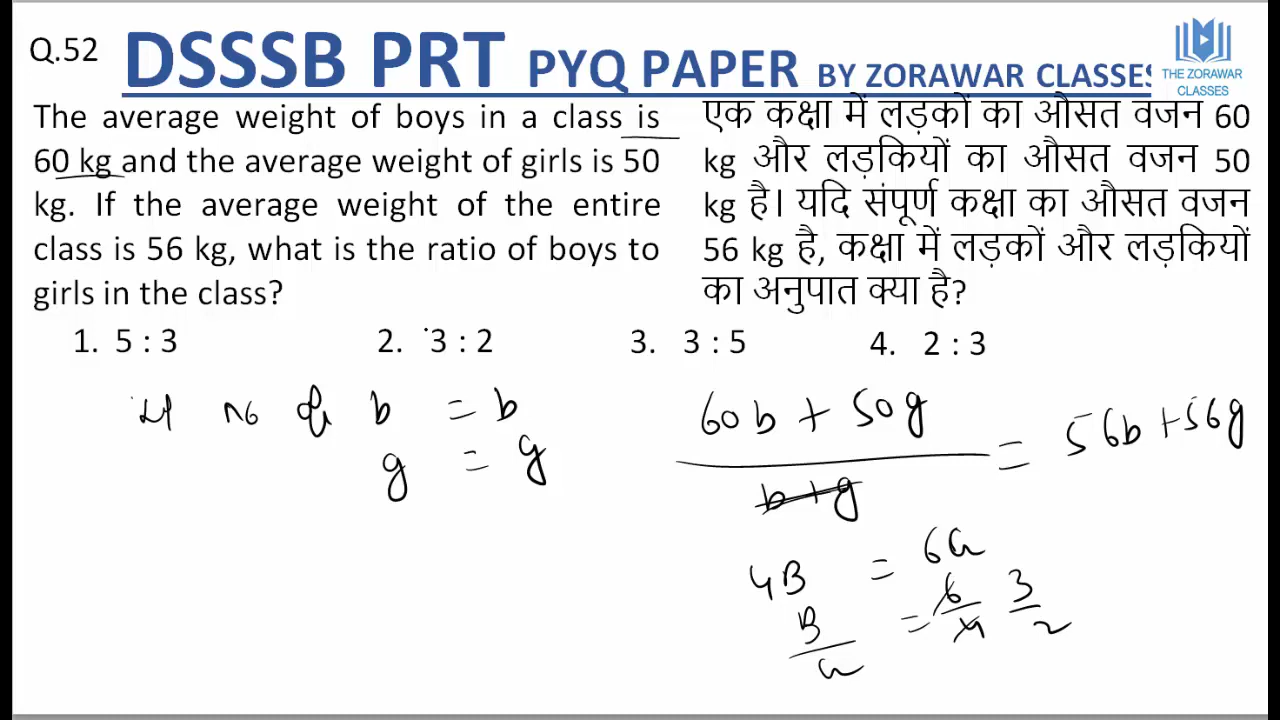 Q.52
DSSSB PRT PYQ PAPER BY ZORAWAR CLASSES
THE ZORAWAR
CLASSES
The average weight of boys in a class is
60 kg and the average weight of girls is 50
kg. If the average weight of the entire
class is 56 kg, what is the ratio of boys to
girls in the class?
एक कक्षा में लड़कों का औसत वजन 60
kg और लड़कियों का औसत वजन 50
kg है। यदि संपूर्ण कक्षा का औसत वजन
56 kg है, कक्षा में लड़कों और लड़कियों
का अनुपात क्या है?
1. 5 : 3 2. 3 : 2 3. 3 : 5 4. 2 : 3
no of b = b
g = g
60b + 50g
= 56b + 56g
b + g
4B = 6G
B = 6 3
G 4 2